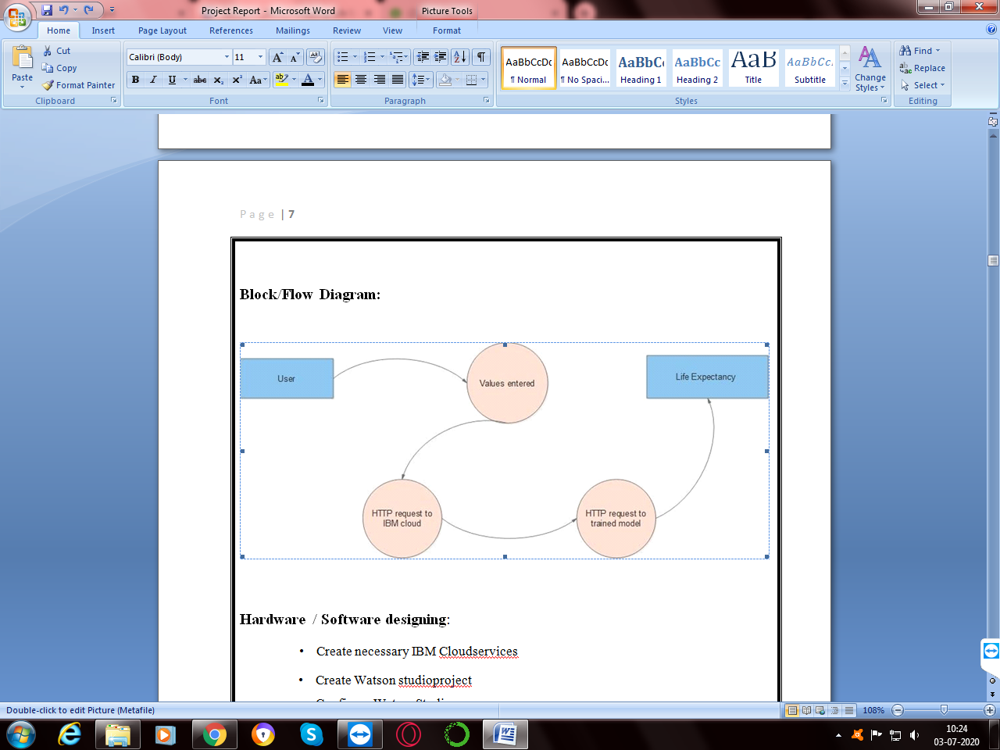 Project Report - Microsoft Word
Picture Tools
Home
Insert
Page Layout
References
Mailings
Review
View
Format
Paste
Cut
Copy
Format Painter
Clipboard
Calibri (Body)
11
Font
Paragraph
AaBbCcDc
¶ Normal
AaBbCcDc
¶ No Spaci...
AaBbC
Heading 1
AaBbCc
Heading 2
AaB
Title
AaBbCc
Subtitle
Change
Styles
Styles
Find
Replace
Select
Editing
Page | 7
Block/Flow Diagram:
User
Values entered
Life Expectancy
HTTP request to
IBM cloud
HTTP request to
trained model
Hardware / Software designing:
• Create necessary IBM Cloudservices
• Create Watson studioproject
Double-click to edit Picture (Metafile)
108%
10:24
03-07-2020